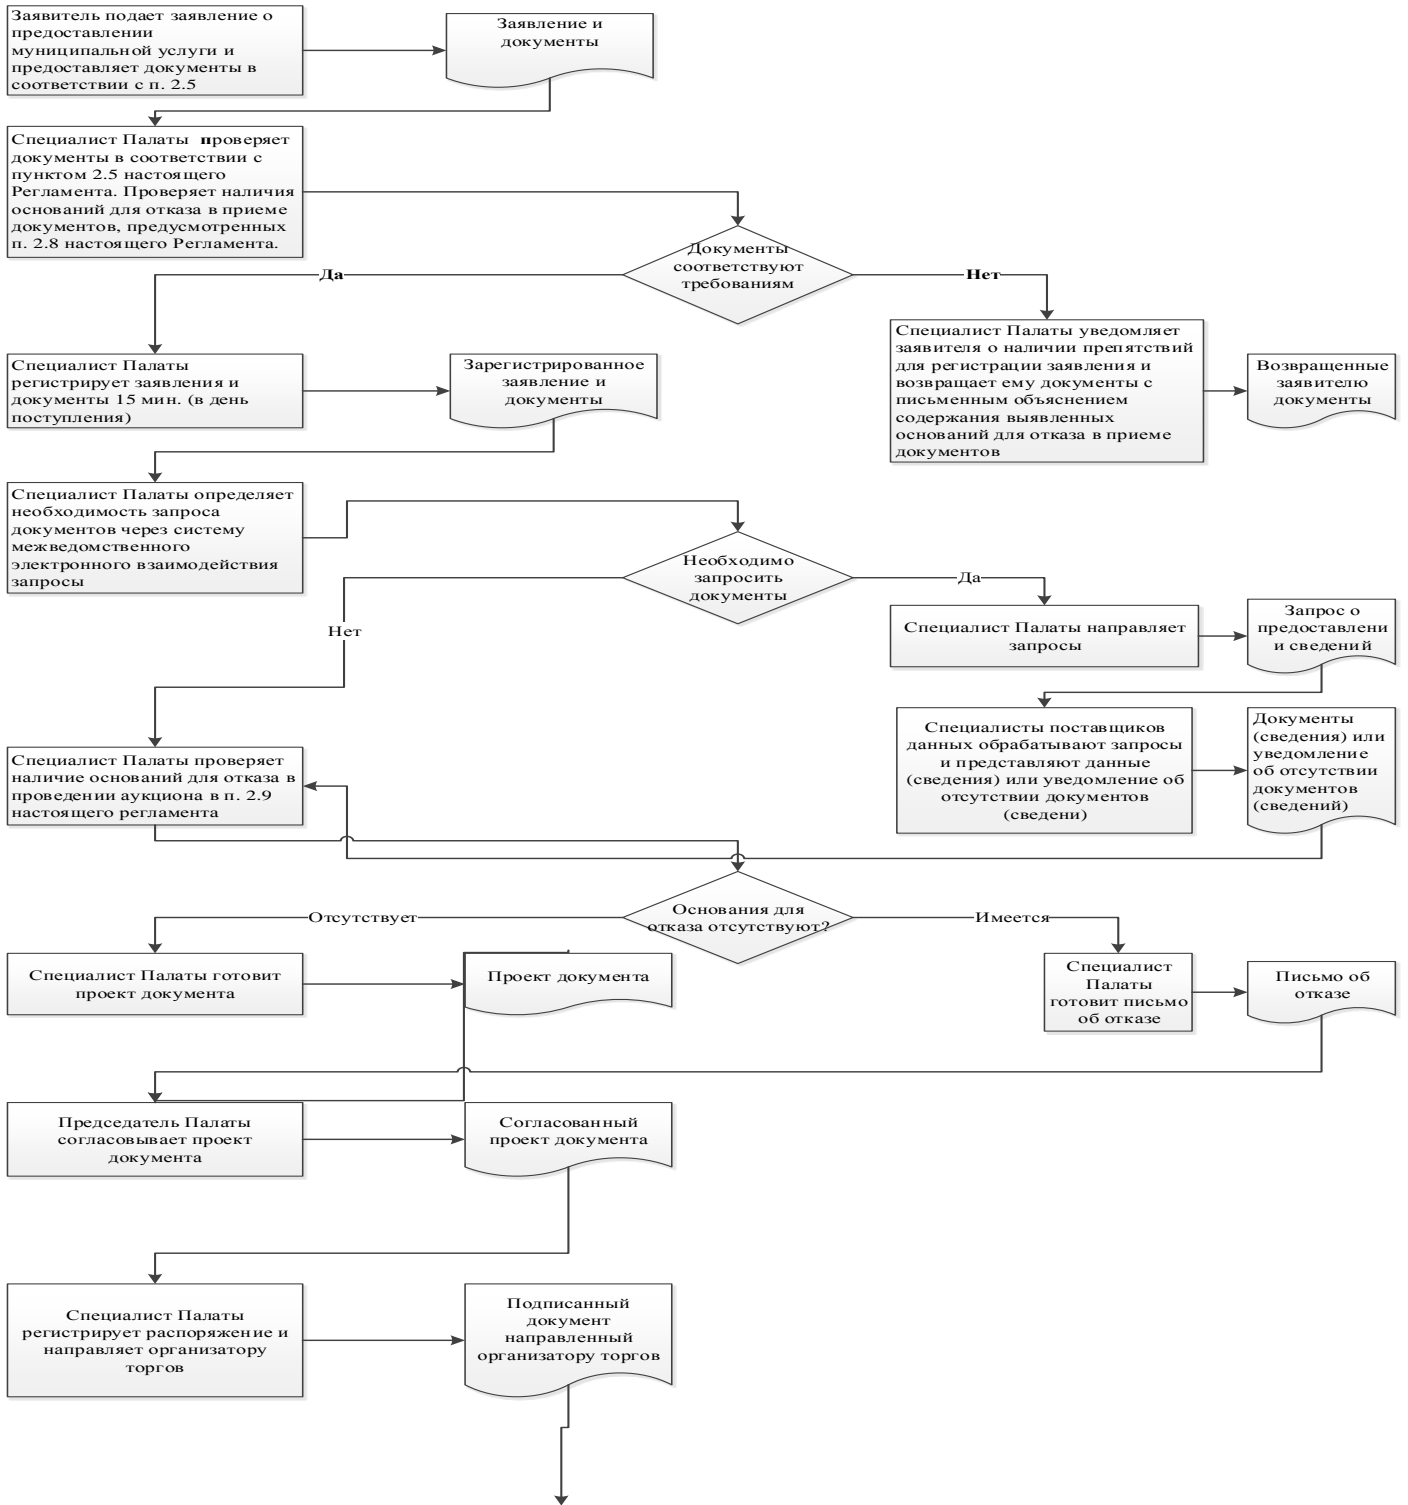 Заявитель подает заявление о
предоставлении
муниципальной услуги и
предоставляет документы в
соответствии с п. 2.5
Заявление и
документы
Специалист Палаты проверяет
документы в соответствии с
пунктом 2.5 настоящего
Регламента. Проверяет наличия
оснований для отказа в приеме
документов, предусмотренных
п. 2.8 настоящего Регламента.
Документы
соответствуют
требованиям
Да
Нет
Специалист Палаты
регистрирует заявления и
документы 15 мин. (в день
поступления)
Зарегистрированное
заявление и
документы
Специалист Палаты уведомляет
заявителя о наличии препятствий
для регистрации заявления и
возвращает ему документы с
письменным объяснением
содержания выявленных
оснований для отказа в приеме
документов
Возвращенные
заявителю
документы
Специалист Палаты определяет
необходимость запроса
документов через систему
межведомственного
электронного взаимодействия
запросы
Необходимо
запросить
документы
Да
Нет
Специалист Палаты направляет
запросы
Запрос о
предоставлени
и сведений
Специалисты поставщиков
данных обрабатывают запросы
и представляют данные
(сведения) или уведомление об
отсутствии документов
(сведени)
Документы
(сведения) или
уведомление
об отсутствии
документов
(сведений)
Специалист Палаты проверяет
наличие оснований для отказа в
проведении аукциона в п. 2.9
настоящего регламента
Основания для
отказа отсутствуют?
Отсутствует
Имеется
Специалист Палаты готовит
проект документа
Проект документа
Специалист
Палаты
готовит письмо
об отказе
Письмо об
отказе
Председатель Палаты
согласовывает проект
документа
Согласованный
проект документа
Специалист Палаты
регистрирует распоряжение и
направляет организатору
торгов
Подписанный
документ
направленный
организатору торгов